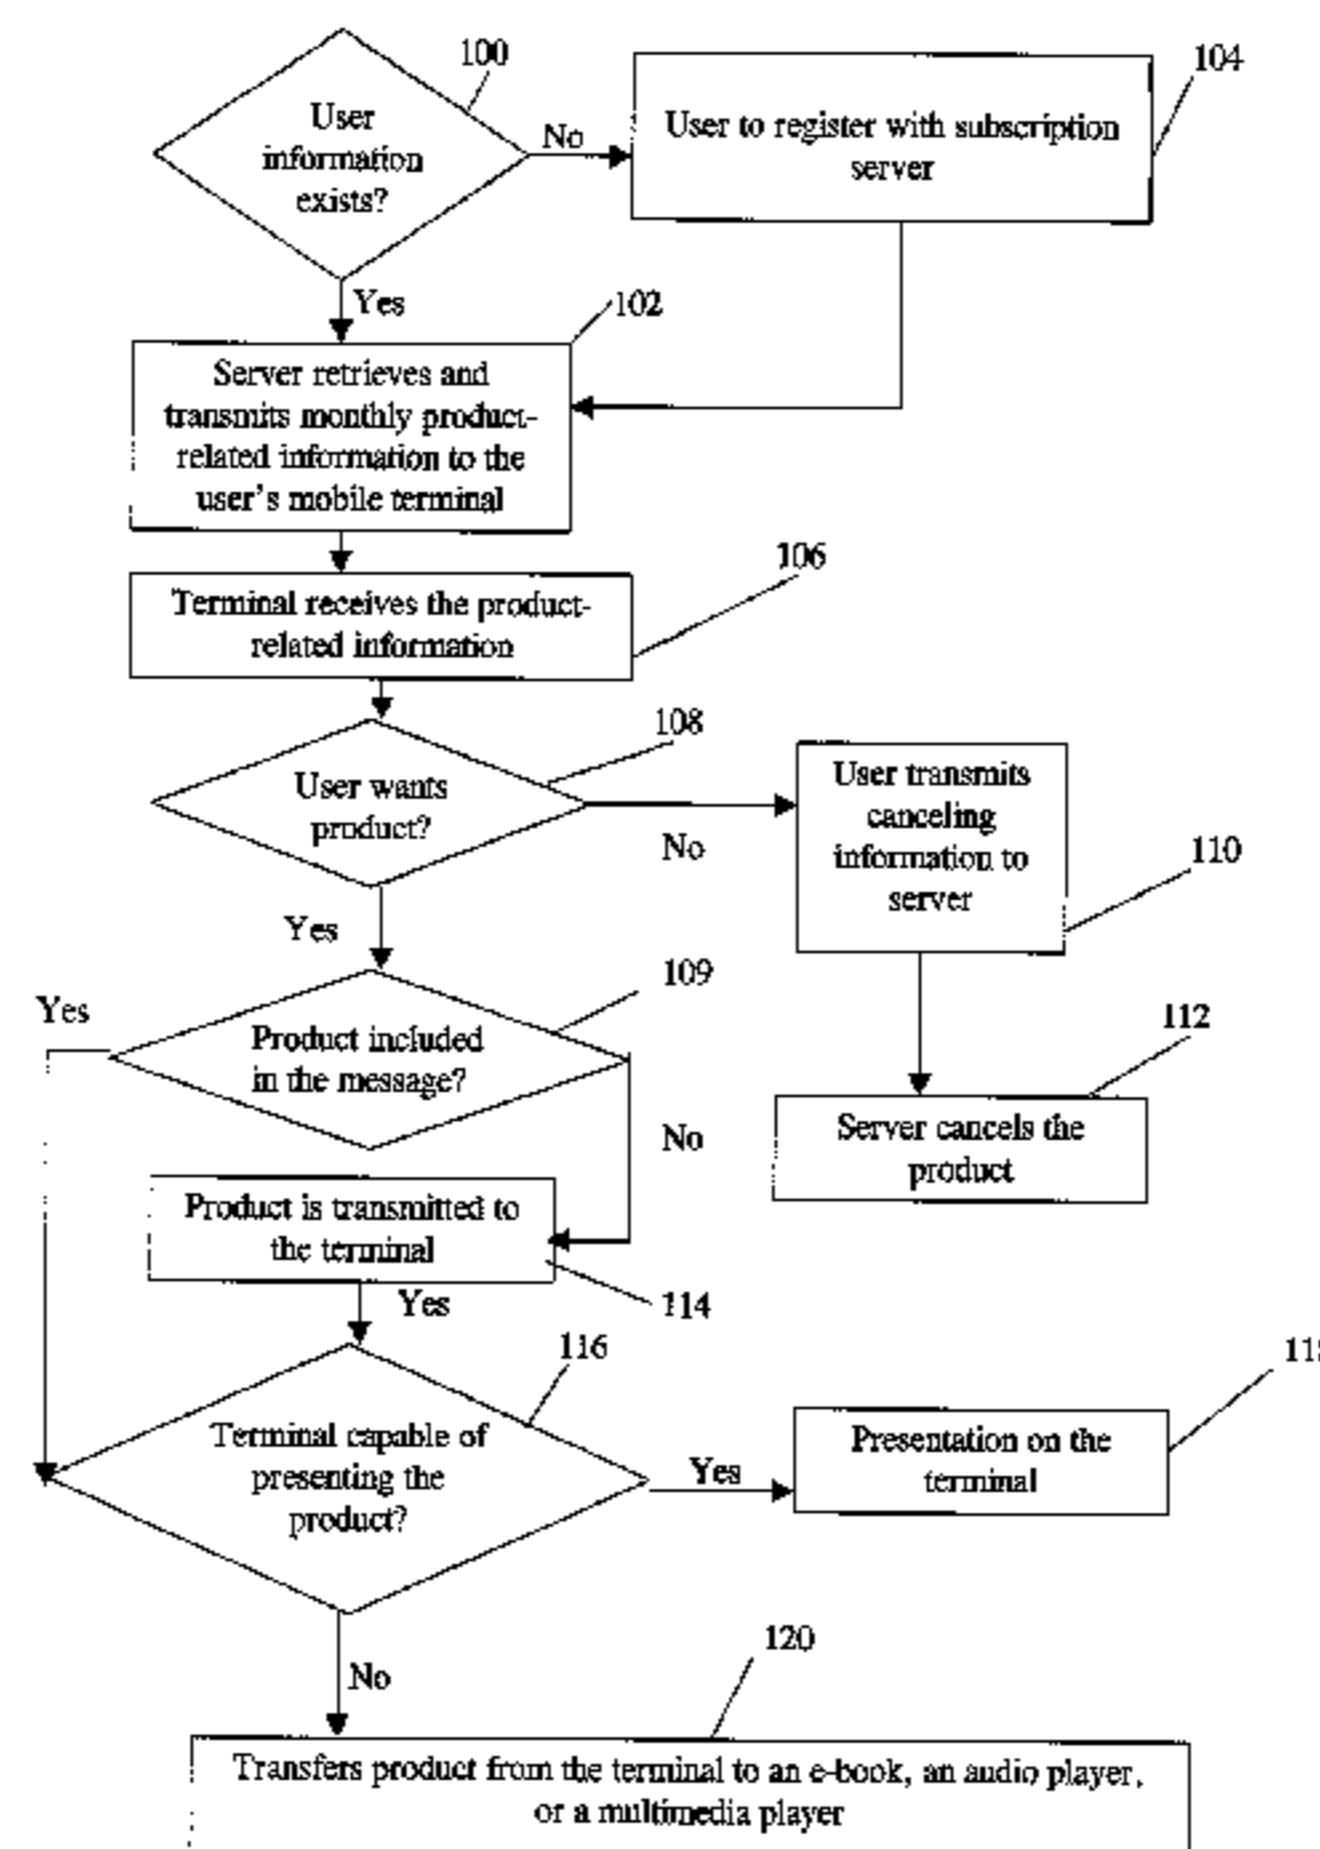 100
User
information
exists?
No
104
User to register with subscription
server
Yes
102
Server retrieves and
transmits monthly product-
related information to the
user's mobile terminal
106
Terminal receives the product-
related information
108
User wants
product?
No
User transmits
canceling
information to
server
110
Yes
109
Yes
Product included
in the message?
No
112
Server cancels the
product
Product is transmitted to
the terminal
114
Yes
116
Terminal capable of
presenting the
product?
Yes
Presentation on the
terminal
No
120
Transfers product from the terminal to an e-book, an audio player,
or a multimedia player